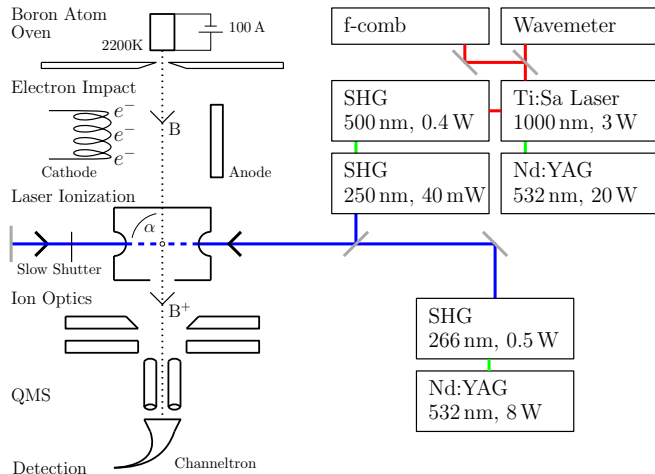 Boron Atom
Oven
2200K
100 A
Electron Impact
e⁻
e⁻
e⁻
Cathode
B
Anode
Laser Ionization
α
Slow Shutter
Ion Optics
B⁺
QMS
Detection
Channeltron
f-comb
Wavemeter
SHG
500 nm, 0.4 W
Ti:Sa Laser
1000 nm, 3 W
SHG
250 nm, 40 mW
Nd:YAG
532 nm, 20 W
SHG
266 nm, 0.5 W
Nd:YAG
532 nm, 8 W